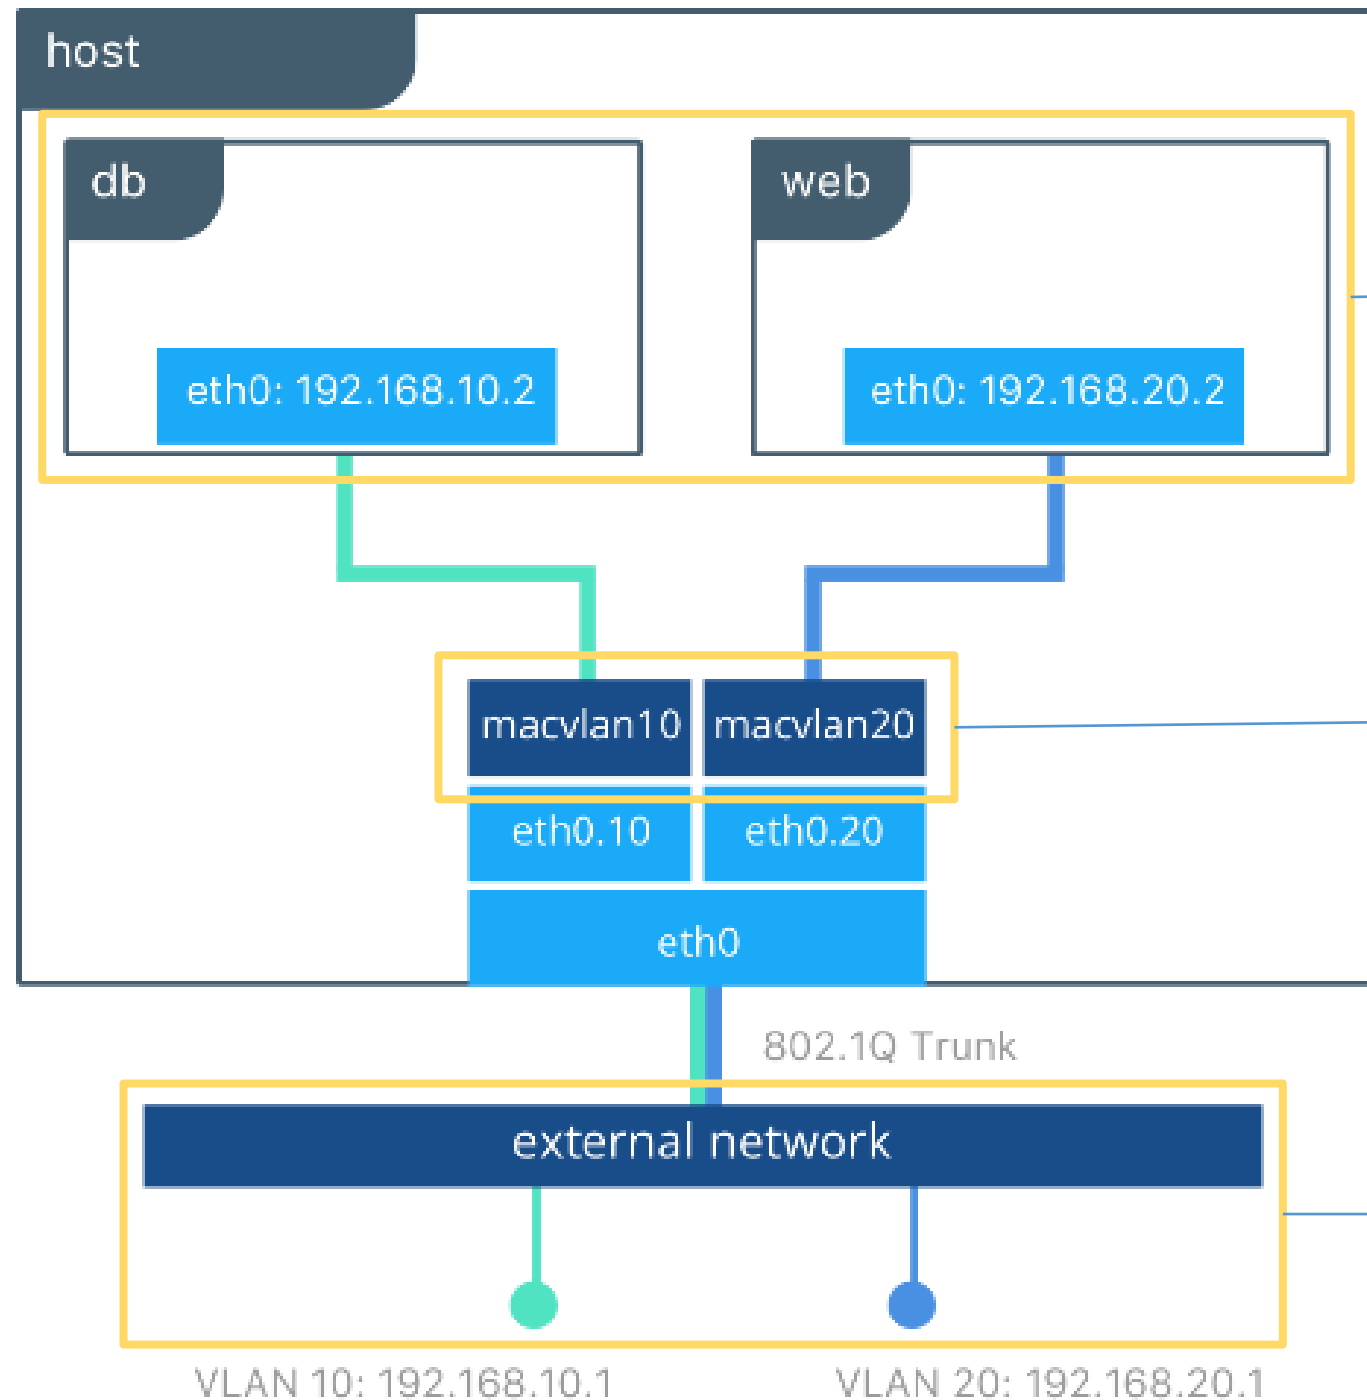 host
db
web
eth0: 192.168.10.2
eth0: 192.168.20.2
macvlan10
macvlan20
eth0.10
eth0.20
eth0
802.1Q Trunk
external network
VLAN 10: 192.168.10.1
VLAN 20: 192.168.20.1